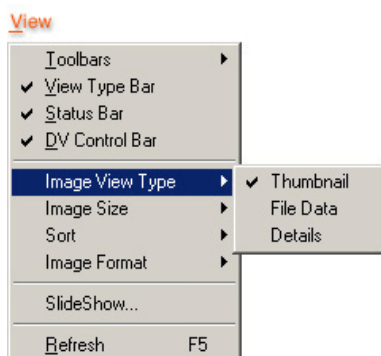 View
Toolbars
View Type Bar
Status Bar
DV Control Bar
Image View Type
Thumbnail
Image Size
File Data
Sort
Details
Image Format
SlideShow...
Refresh F5